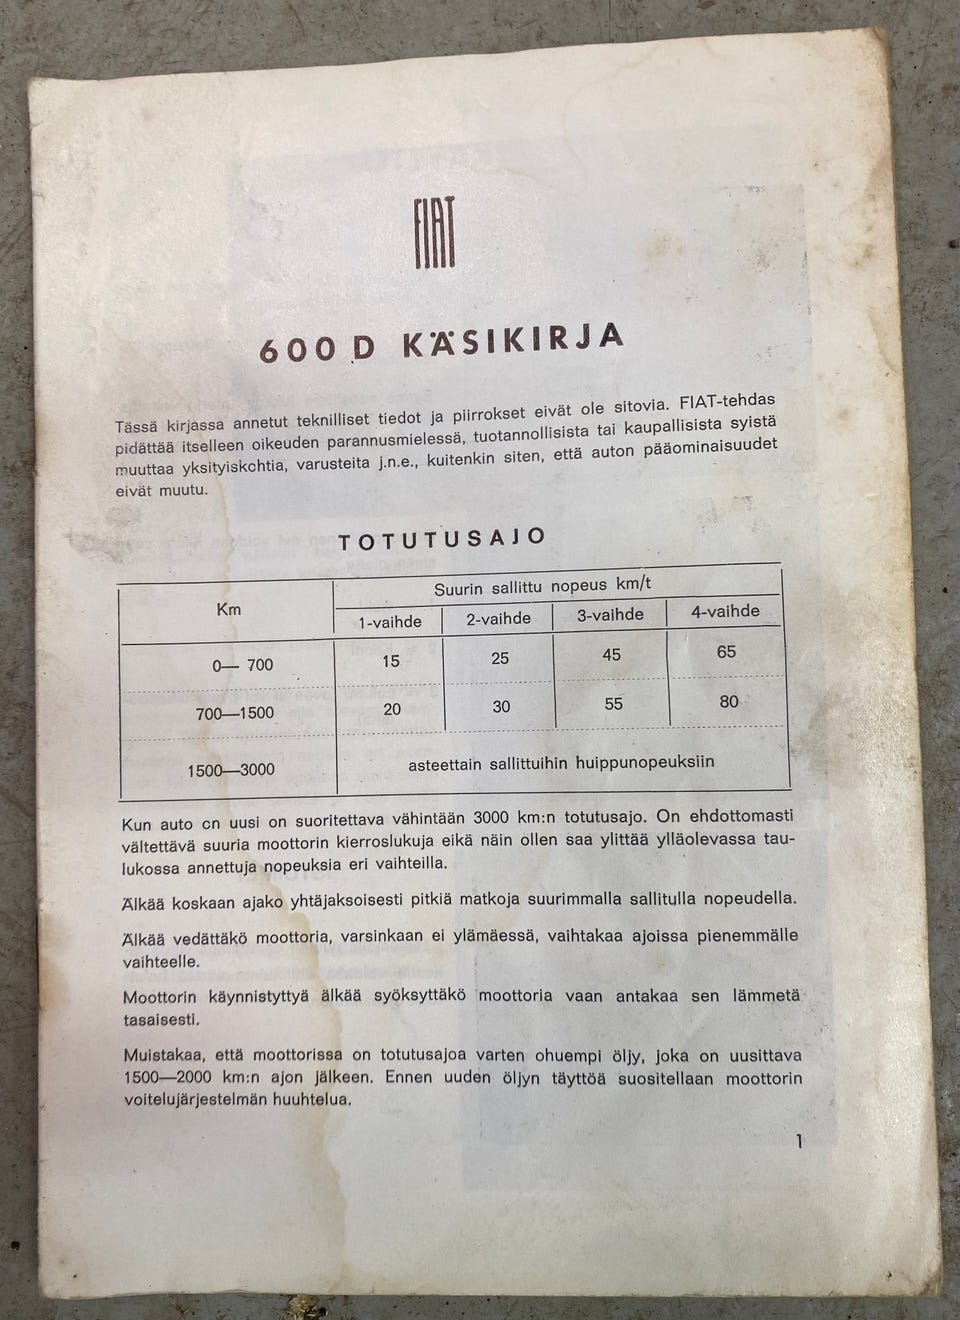 FIAT
600 D KÄSIKIRJA
Tässä kirjassa annetut teknilliset tiedot ja piirrokset eivät ole sitovia. FIAT-tehdas
pidättää itselleen oikeuden parannusmielessä, tuotannollisista tai kaupallisista syistä
muuttaa yksityiskohtia, varusteita j.n.e., kuitenkin siten, että auton pääominaisuudet
eivät muutu.
TOTUTUSAJO
Km
Suurin sallittu nopeus km/t
1-vaihde 2-vaihde 3-vaihde 4-vaihde
0— 700 15 25 45 65
700—1500 20 30 55 80
1500—3000 asteettain sallittuihin huippunopeuksiin
Kun auto on uusi on suoritettava vähintään 3000 km:n totutusajo. On ehdottomasti
vältettävä suuria moottorin kierroslukuja eikä näin ollen saa ylittää ylläolevassa tau-
lukossa annettuja nopeuksia eri vaihteilla.
Älkää koskaan ajako yhtäjaksoisesti pitkiä matkoja suurimmalla sallitulla nopeudella.
Älkää vedättäkö moottoria, varsinkaan ei ylämäessä, vaihtakaa ajoissa pienemmälle
vaihteelle.
Moottorin käynnistyttyä älkää syöksyttäkö moottoria vaan antakaa sen lämmetä
tasaisesti.
Muistakaa, että moottorissa on totutusajoa varten ohuempi öljy, joka on uusittava
1500—2000 km:n ajon jälkeen. Ennen uuden öljyn täyttöä suositellaan moottorin
voitelujärjestelmän huuhtelua.
1